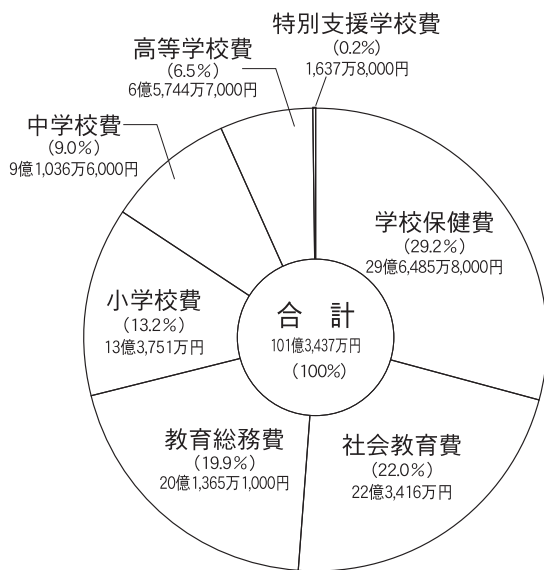 特別支援学校費
(0.2%)
1,637万8,000円
高等学校費
(6.5%)
6億5,744万7,000円
中学校費
(9.0%)
9億1,036万6,000円
学校保健費
(29.2%)
29億6,485万8,000円
小学校費
(13.2%)
13億3,751万円
合 計
101億3,437万円
(100%)
教育総務費
(19.9%)
20億1,365万1,000円
社会教育費
(22.0%)
22億3,416万円